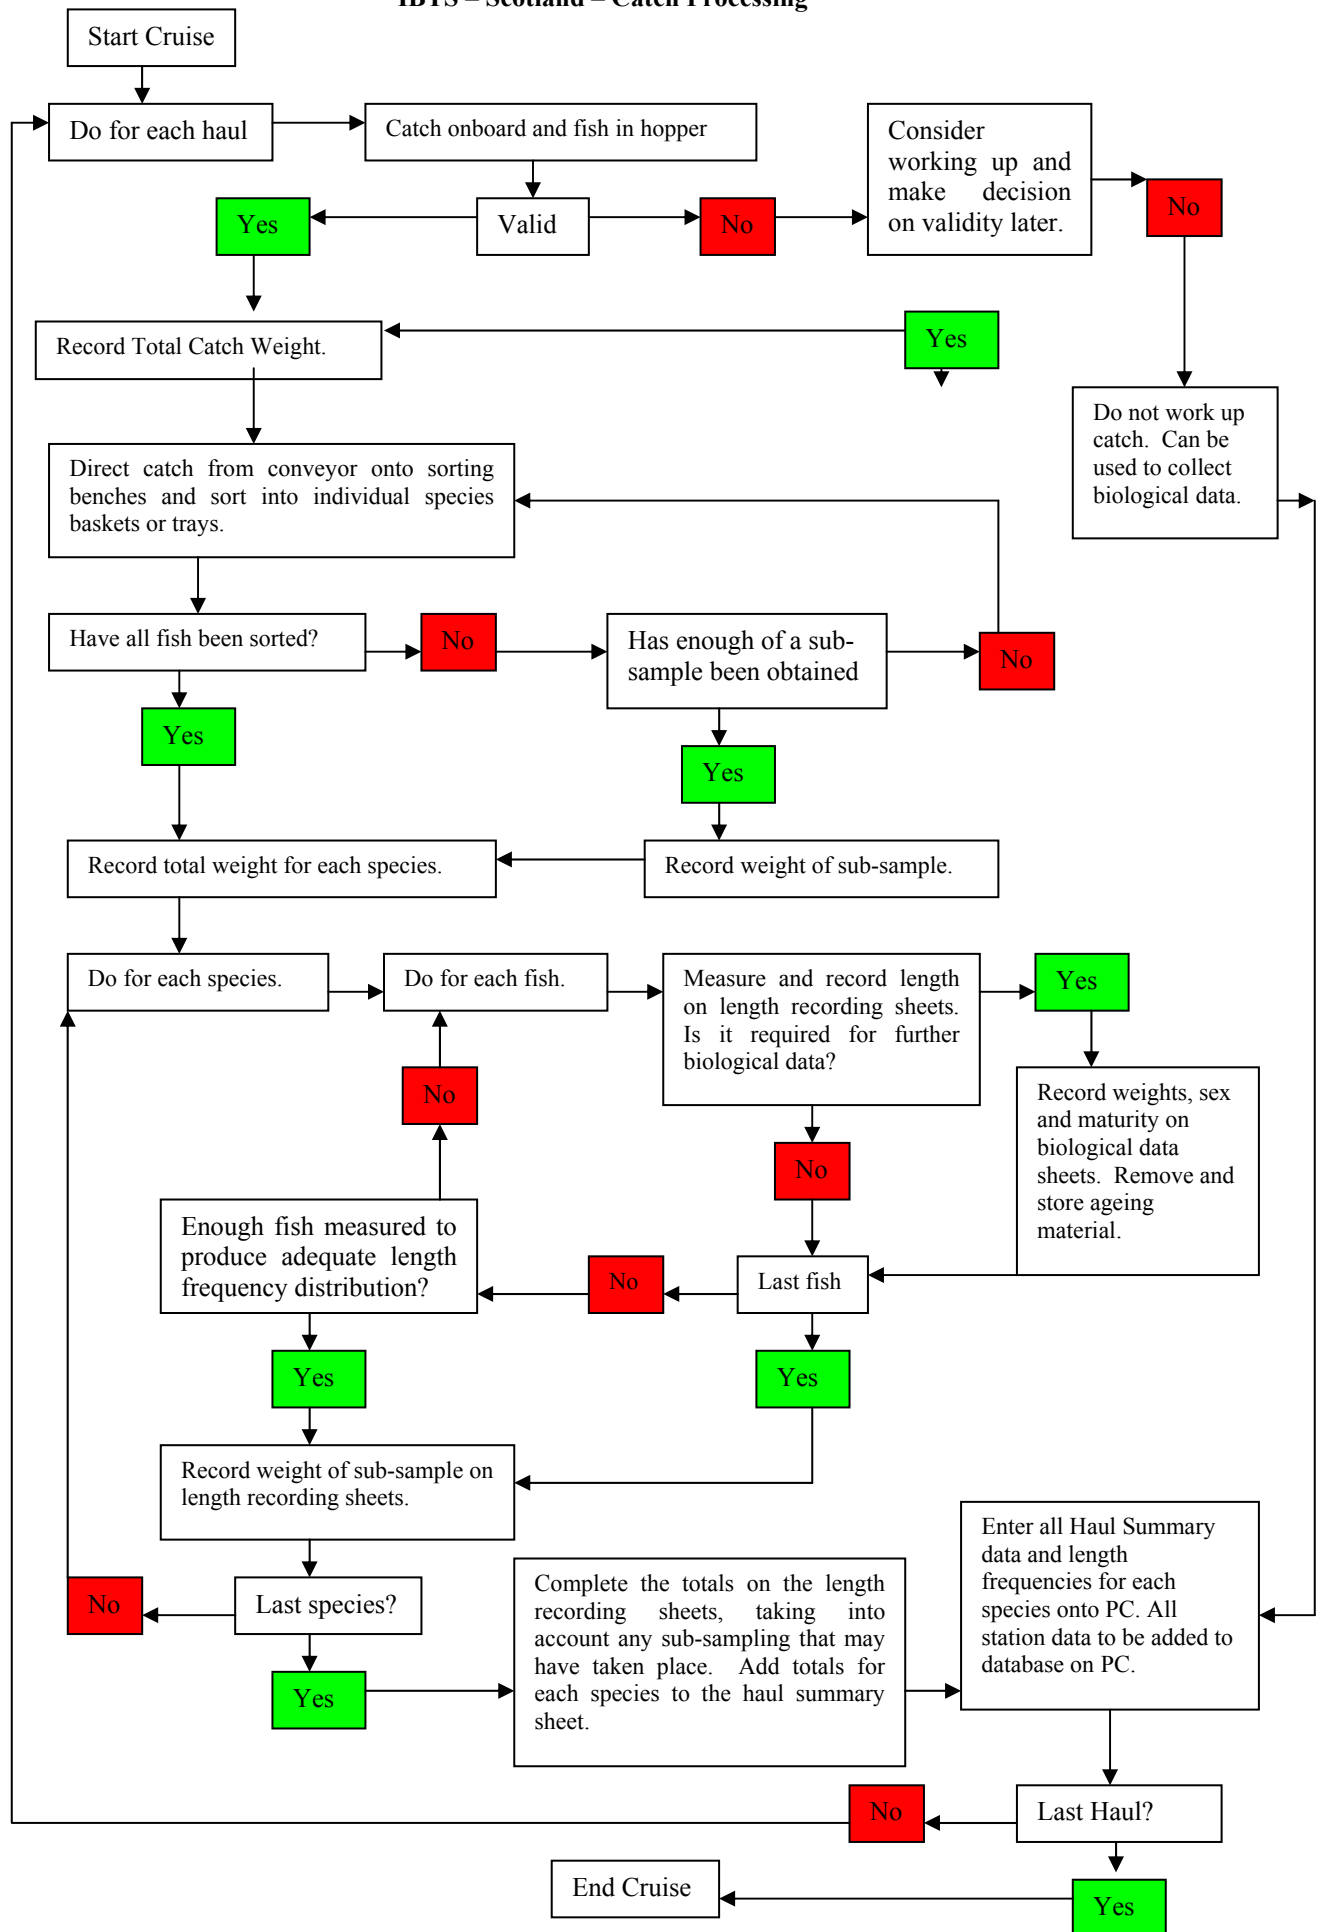 IBTS – Scotland – Catch Processing
Start Cruise
Do for each haul
Catch onboard and fish in hopper
Consider
working up and
make decision
on validity later.
Yes
Valid
No
No
Record Total Catch Weight.
Yes
Do not work up
catch. Can be
used to collect
biological data.
Direct catch from conveyor onto sorting
benches and sort into individual species
baskets or trays.
Have all fish been sorted?
No
Has enough of a sub-
sample been obtained
No
Yes
Yes
Record total weight for each species.
Record weight of sub-sample.
Do for each species.
Do for each fish.
Measure and record length
on length recording sheets.
Is it required for further
biological data?
Yes
No
Record weights, sex
and maturity on
biological data
sheets. Remove and
store ageing
material.
No
Enough fish measured to
produce adequate length
frequency distribution?
No
Last fish
Yes
Yes
Record weight of sub-sample on
length recording sheets.
Enter all Haul Summary
data and length
frequencies for each
species onto PC. All
station data to be added to
database on PC.
No
Last species?
Complete the totals on the length
recording sheets, taking into
account any sub-sampling that may
have taken place. Add totals for
each species to the haul summary
sheet.
Yes
No
Last Haul?
End Cruise
Yes